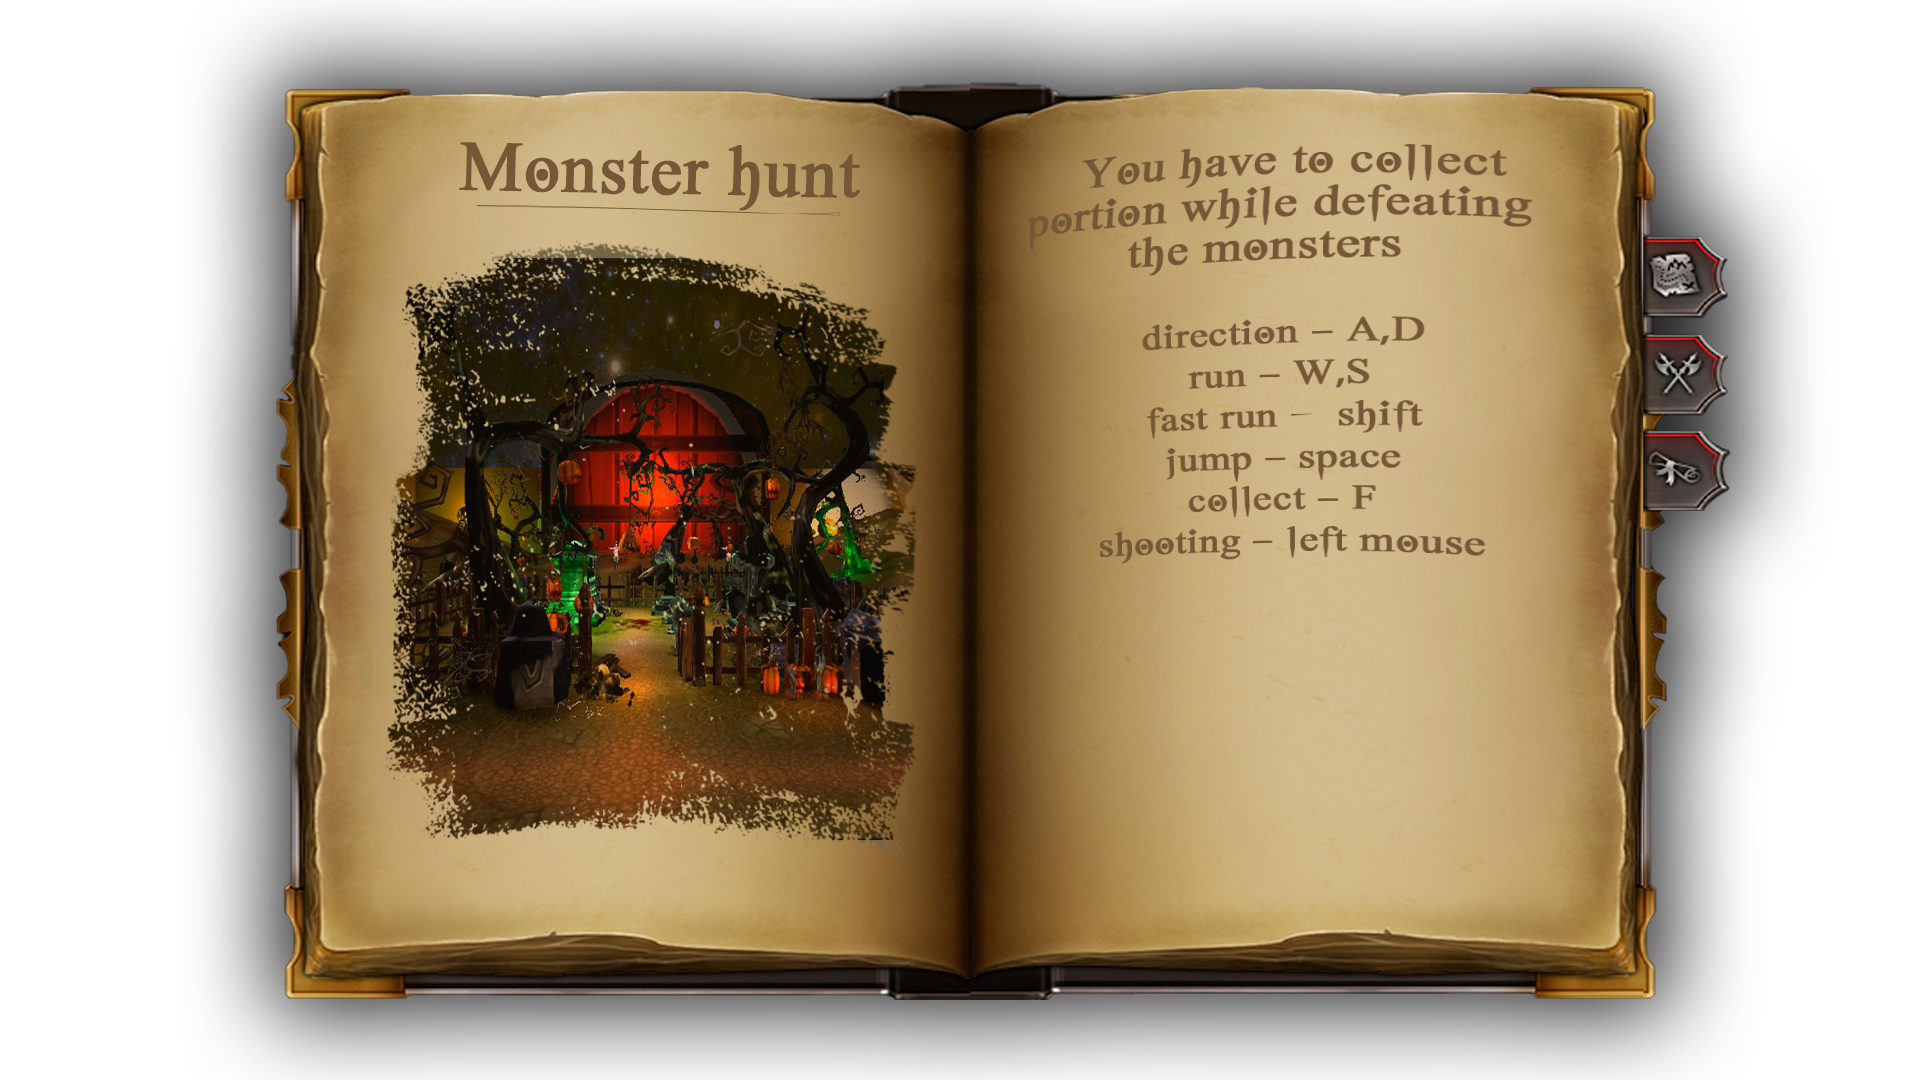 Monster hunt
You have to collect
portion while defeating
the monsters
direction – A,D
run – W,S
fast run – shift
jump – space
collect – F
shooting – left mouse